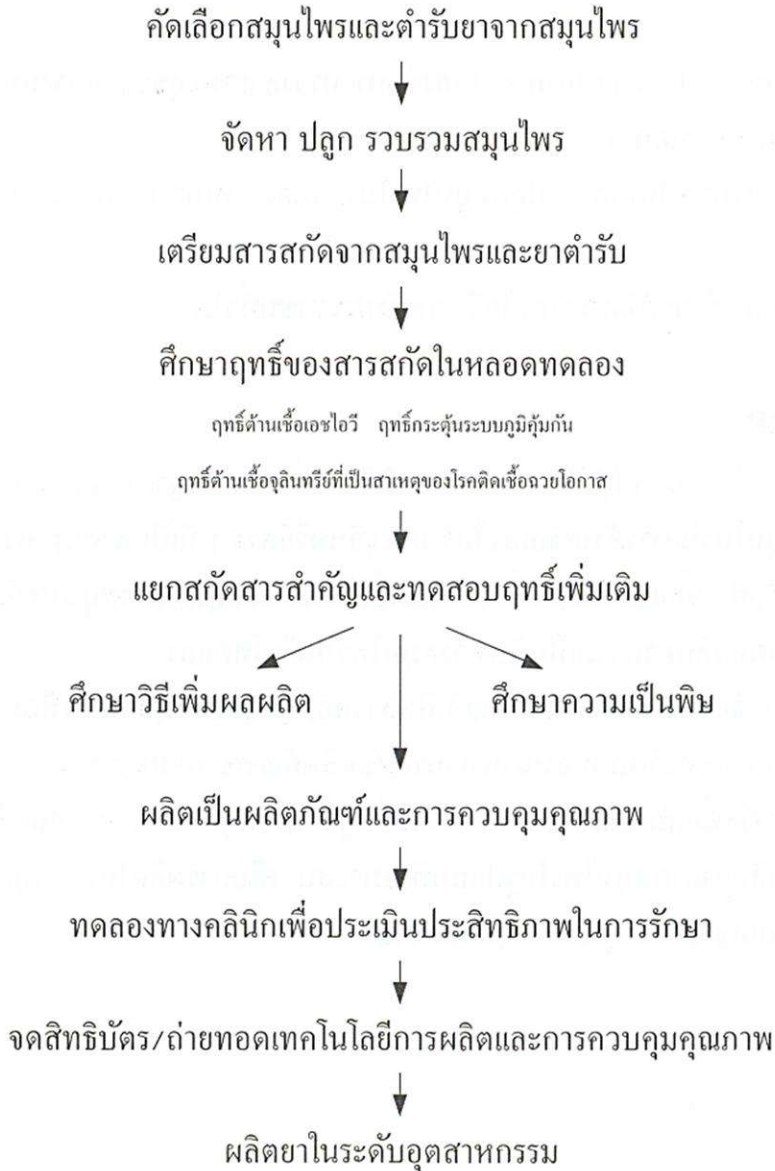 คัดเลือกสมุนไพรและตำรับยาจากสมุนไพร
จัดหา ปลูก รวบรวมสมุนไพร
เตรียมสารสกัดจากสมุนไพรและยาตำรับ
ศึกษาฤทธิ์ของสารสกัดในหลอดทดลอง
ฤทธิ์ต้านเชื้อเอชไอวี ฤทธิ์กระตุ้นระบบภูมิคุ้มกัน
ฤทธิ์ต้านเชื้อจุลินทรีย์ที่เป็นสาเหตุของโรคติดเชื้อฉวยโอกาส
แยกสกัดสารสำคัญและทดสอบฤทธิ์เพิ่มเติม
ศึกษาวิธีเพิ่มผลผลิต ศึกษาความเป็นพิษ
ผลิตเป็นผลิตภัณฑ์และการควบคุมคุณภาพ
ทดลองทางคลินิกเพื่อประเมินประสิทธิภาพในการรักษา
จดสิทธิบัตร/ถ่ายทอดเทคโนโลยีการผลิตและการควบคุมคุณภาพ
ผลิตยาในระดับอุตสาหกรรม